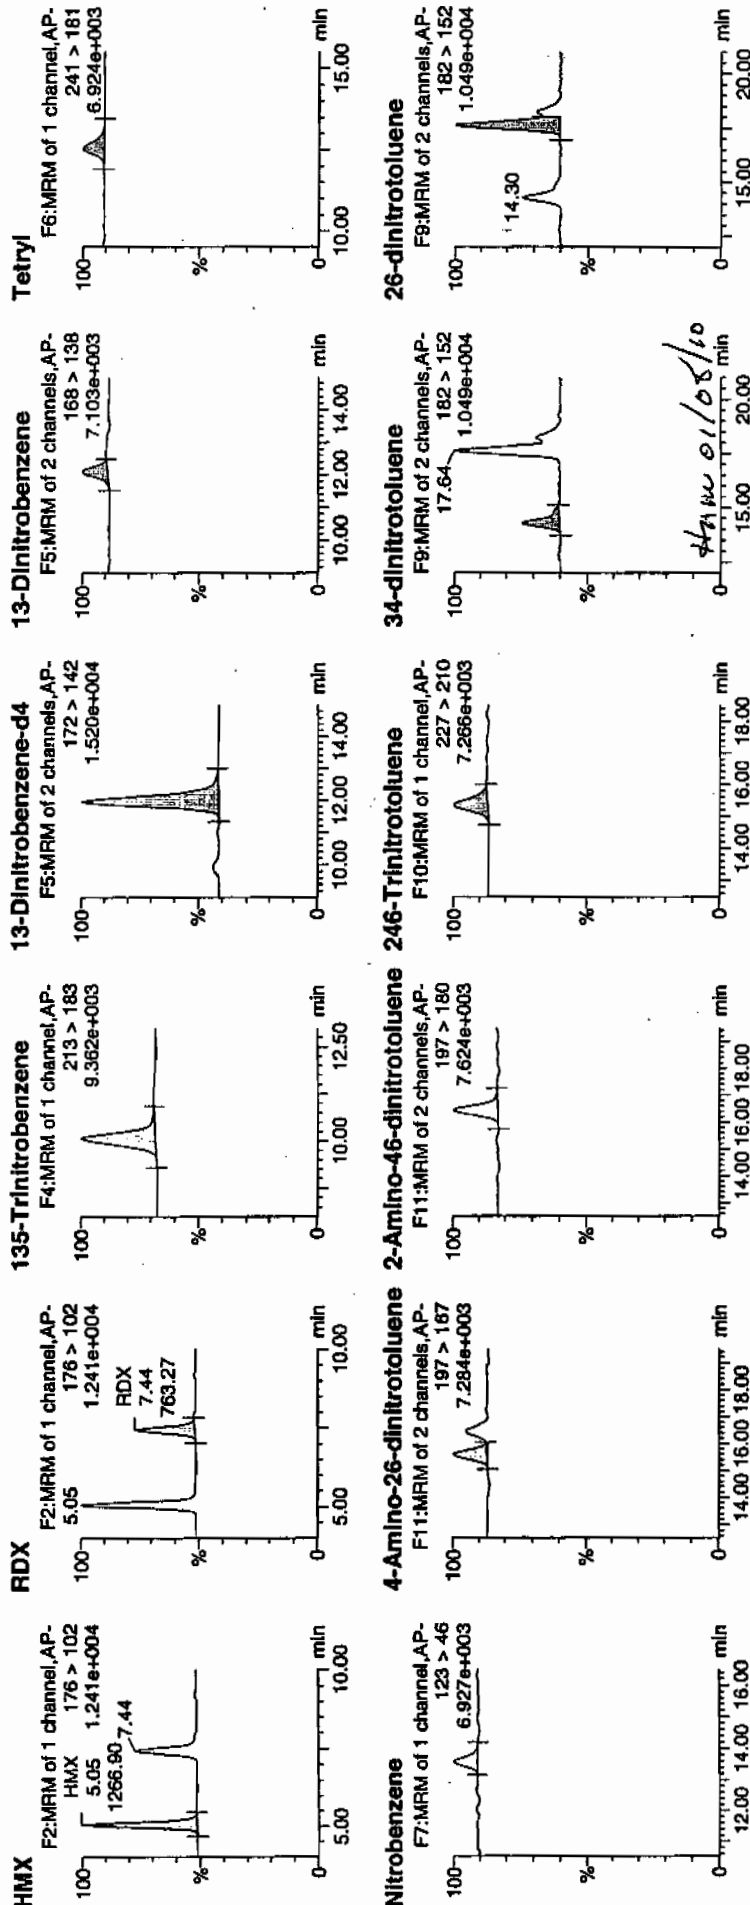 HMX
F2:MRM of 1 channel,AP-
HMX 176 > 102
5.05 1.241e+004
1266.90
7.44
100
%
0
5.00 10.00 min
RDX
F2:MRM of 1 channel,AP-
5.05 176 > 102
1.241e+004
RDX
7.44
763.27
100
%
0
5.00 10.00 min
135-Trinitrobenzene
F4:MRM of 1 channel,AP-
213 > 183
9.362e+003
100
%
0
10.00 12.50 min
13-Dinitrobenzene-d4
F5:MRM of 2 channels,AP-
172 > 142
1.520e+004
100
%
0
10.00 12.00 14.00 min
13-Dinitrobenzene
F5:MRM of 2 channels,AP-
168 > 138
7.103e+003
100
%
0
10.00 12.00 14.00 min
Tetryl
F6:MRM of 1 channel,AP-
241 > 181
6.924e+003
100
%
0
10.00 15.00 min
Nitrobenzene
F7:MRM of 1 channel,AP-
123 > 46
6.927e+003
100
%
0
12.00 14.00 16.00 min
4-Amino-26-dinitrotoluene
F11:MRM of 2 channels,AP-
197 > 167
7.284e+003
100
%
0
14.00 16.00 18.00 min
2-Amino-46-dinitrotoluene
F11:MRM of 2 channels,AP-
197 > 180
7.624e+003
100
%
0
14.00 16.00 18.00 min
246-Trinitrotoluene
F10:MRM of 1 channel,AP-
227 > 210
7.266e+003
100
%
0
14.00 16.00 18.00 min
34-dinitrotoluene
F9:MRM of 2 channels,AP-
17.64 182 > 152
1.049e+004
100
%
0
15.00 20.00 min
01/08/10
26-dinitrotoluene
F9:MRM of 2 channels,AP-
182 > 152
1.049e+004
14.30
100
%
0
15.00 20.00 min